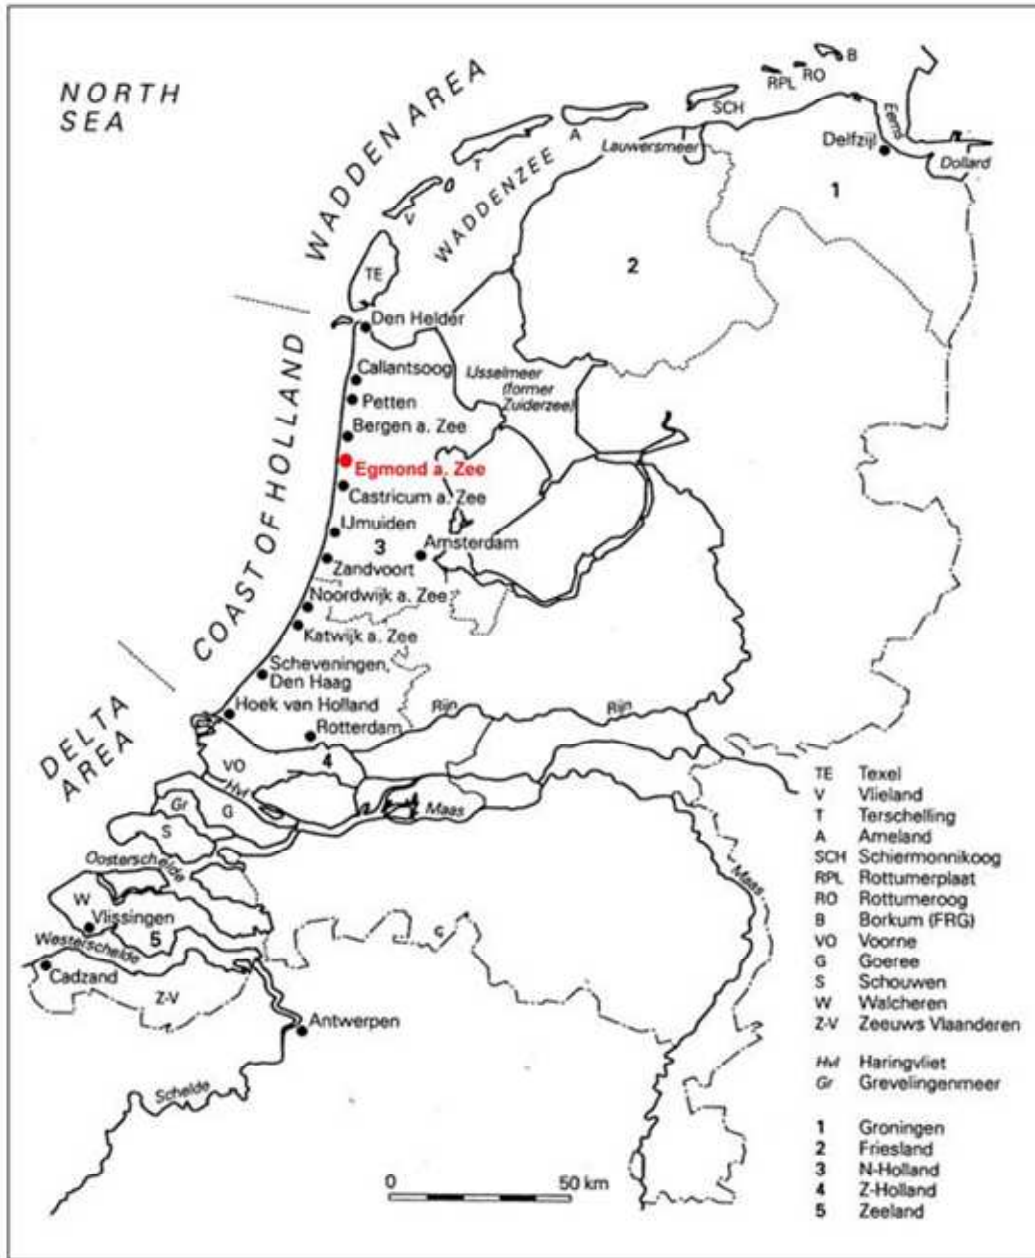 NORTH
SEA
WADDEN AREA
WADDENZEE
COAST OF HOLLAND
DELTA
AREA
B
RO
RPL
SCH
A
T
V
TE
Lauwersmeer
Eems
Delfzijl
Dollard
1
2
Den Helder
Callantsoog
Petten
Bergen a. Zee
Egmond a. Zee
Castricum a. Zee
IJmuiden
3
Amsterdam
Zandvoort
Noordwijk a. Zee
Katwijk a. Zee
Scheveningen,
Den Haag
Hoek van Holland
Rotterdam
IJsselmeer
(former
Zuiderzee)
Rijn
Rijn
4
VO
Hvl
Gr
G
S
Maas
Maas
Oosterschelde
W
Vlissingen
5
Westerschelde
Cadzand
Z-V
Antwerpen
Schelde
0 50 km
TE Texel
V Vlieland
T Terschelling
A Ameland
SCH Schiermonnikoog
RPL Rottumerplaat
RO Rottumeroog
B Borkum (FRG)
VO Voorne
G Goeree
S Schouwen
W Walcheren
Z-V Zeeuws Vlaanderen
Hvl Haringvliet
Gr Grevelingenmeer
1 Groningen
2 Friesland
3 N-Holland
4 Z-Holland
5 Zeeland